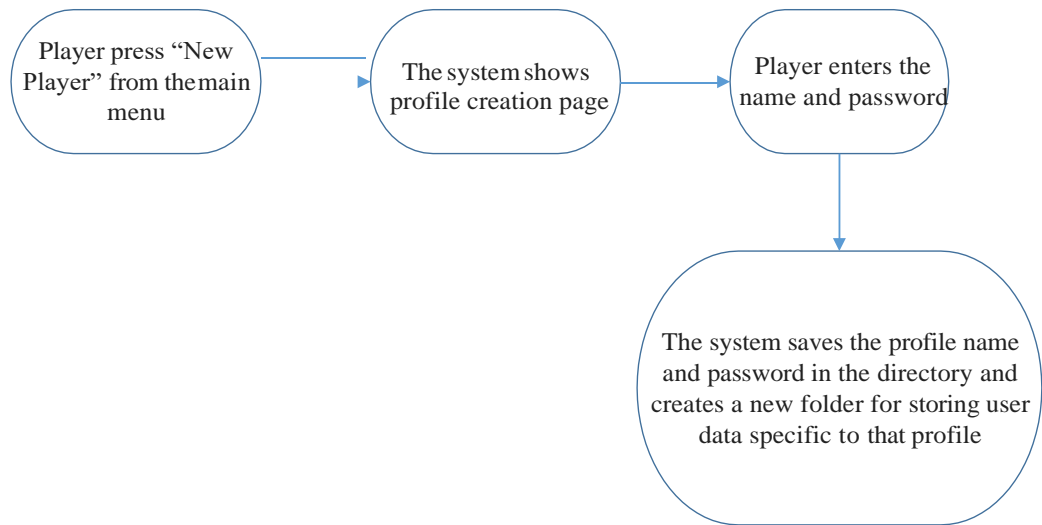 Player press “New
Player” from themain
menu
The system shows
profile creation page
Player enters the
name and password
The system saves the profile name
and password in the directory and
creates a new folder for storing user
data specific to that profile